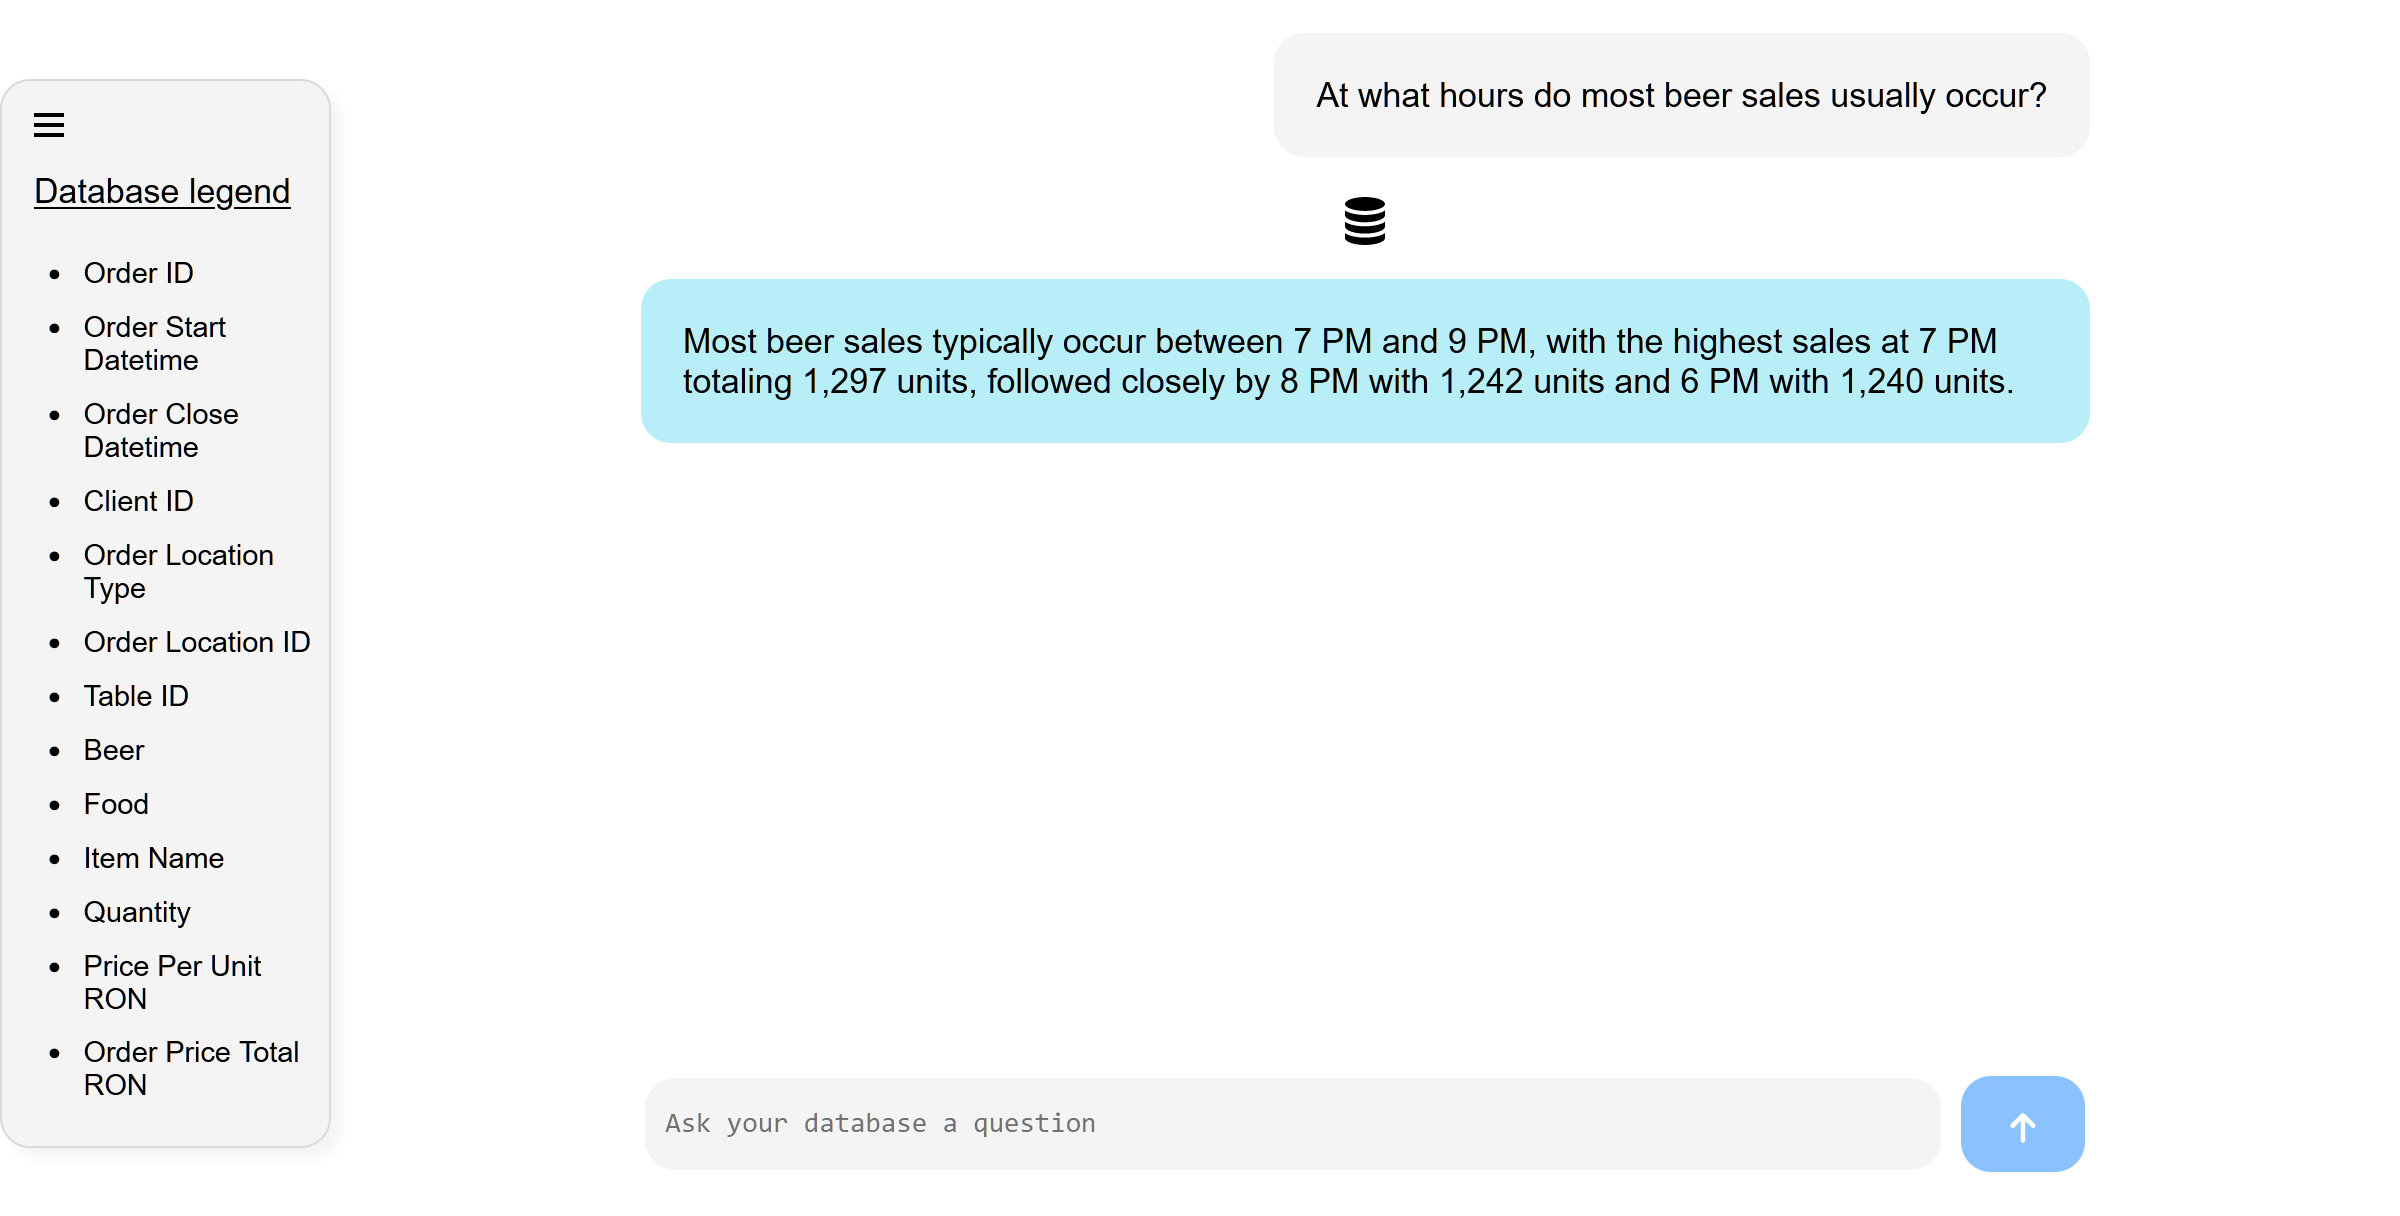 At what hours do most beer sales usually occur?
Database legend
Order ID
Order Start
Datetime
Order Close
Datetime
Client ID
Order Location
Type
Order Location ID
Table ID
Beer
Food
Item Name
Quantity
Price Per Unit
RON
Order Price Total
RON
Most beer sales typically occur between 7 PM and 9 PM, with the highest sales at 7 PM
totaling 1,297 units, followed closely by 8 PM with 1,242 units and 6 PM with 1,240 units.
Ask your database a question